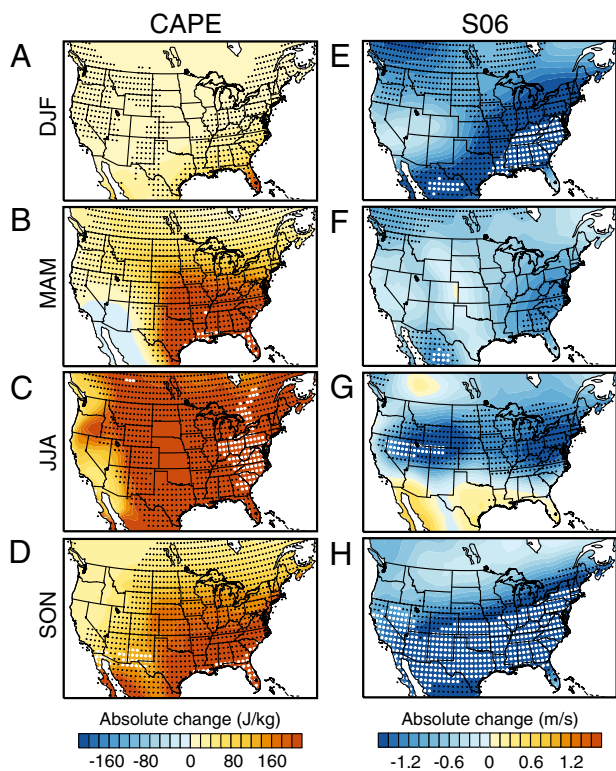 CAPE
S06
A
E
DJF
B
F
MAM
C
G
JJA
D
H
SON
Absolute change (J/kg)
Absolute change (m/s)
-160 -80 0 80 160
-1.2 -0.6 0 0.6 1.2